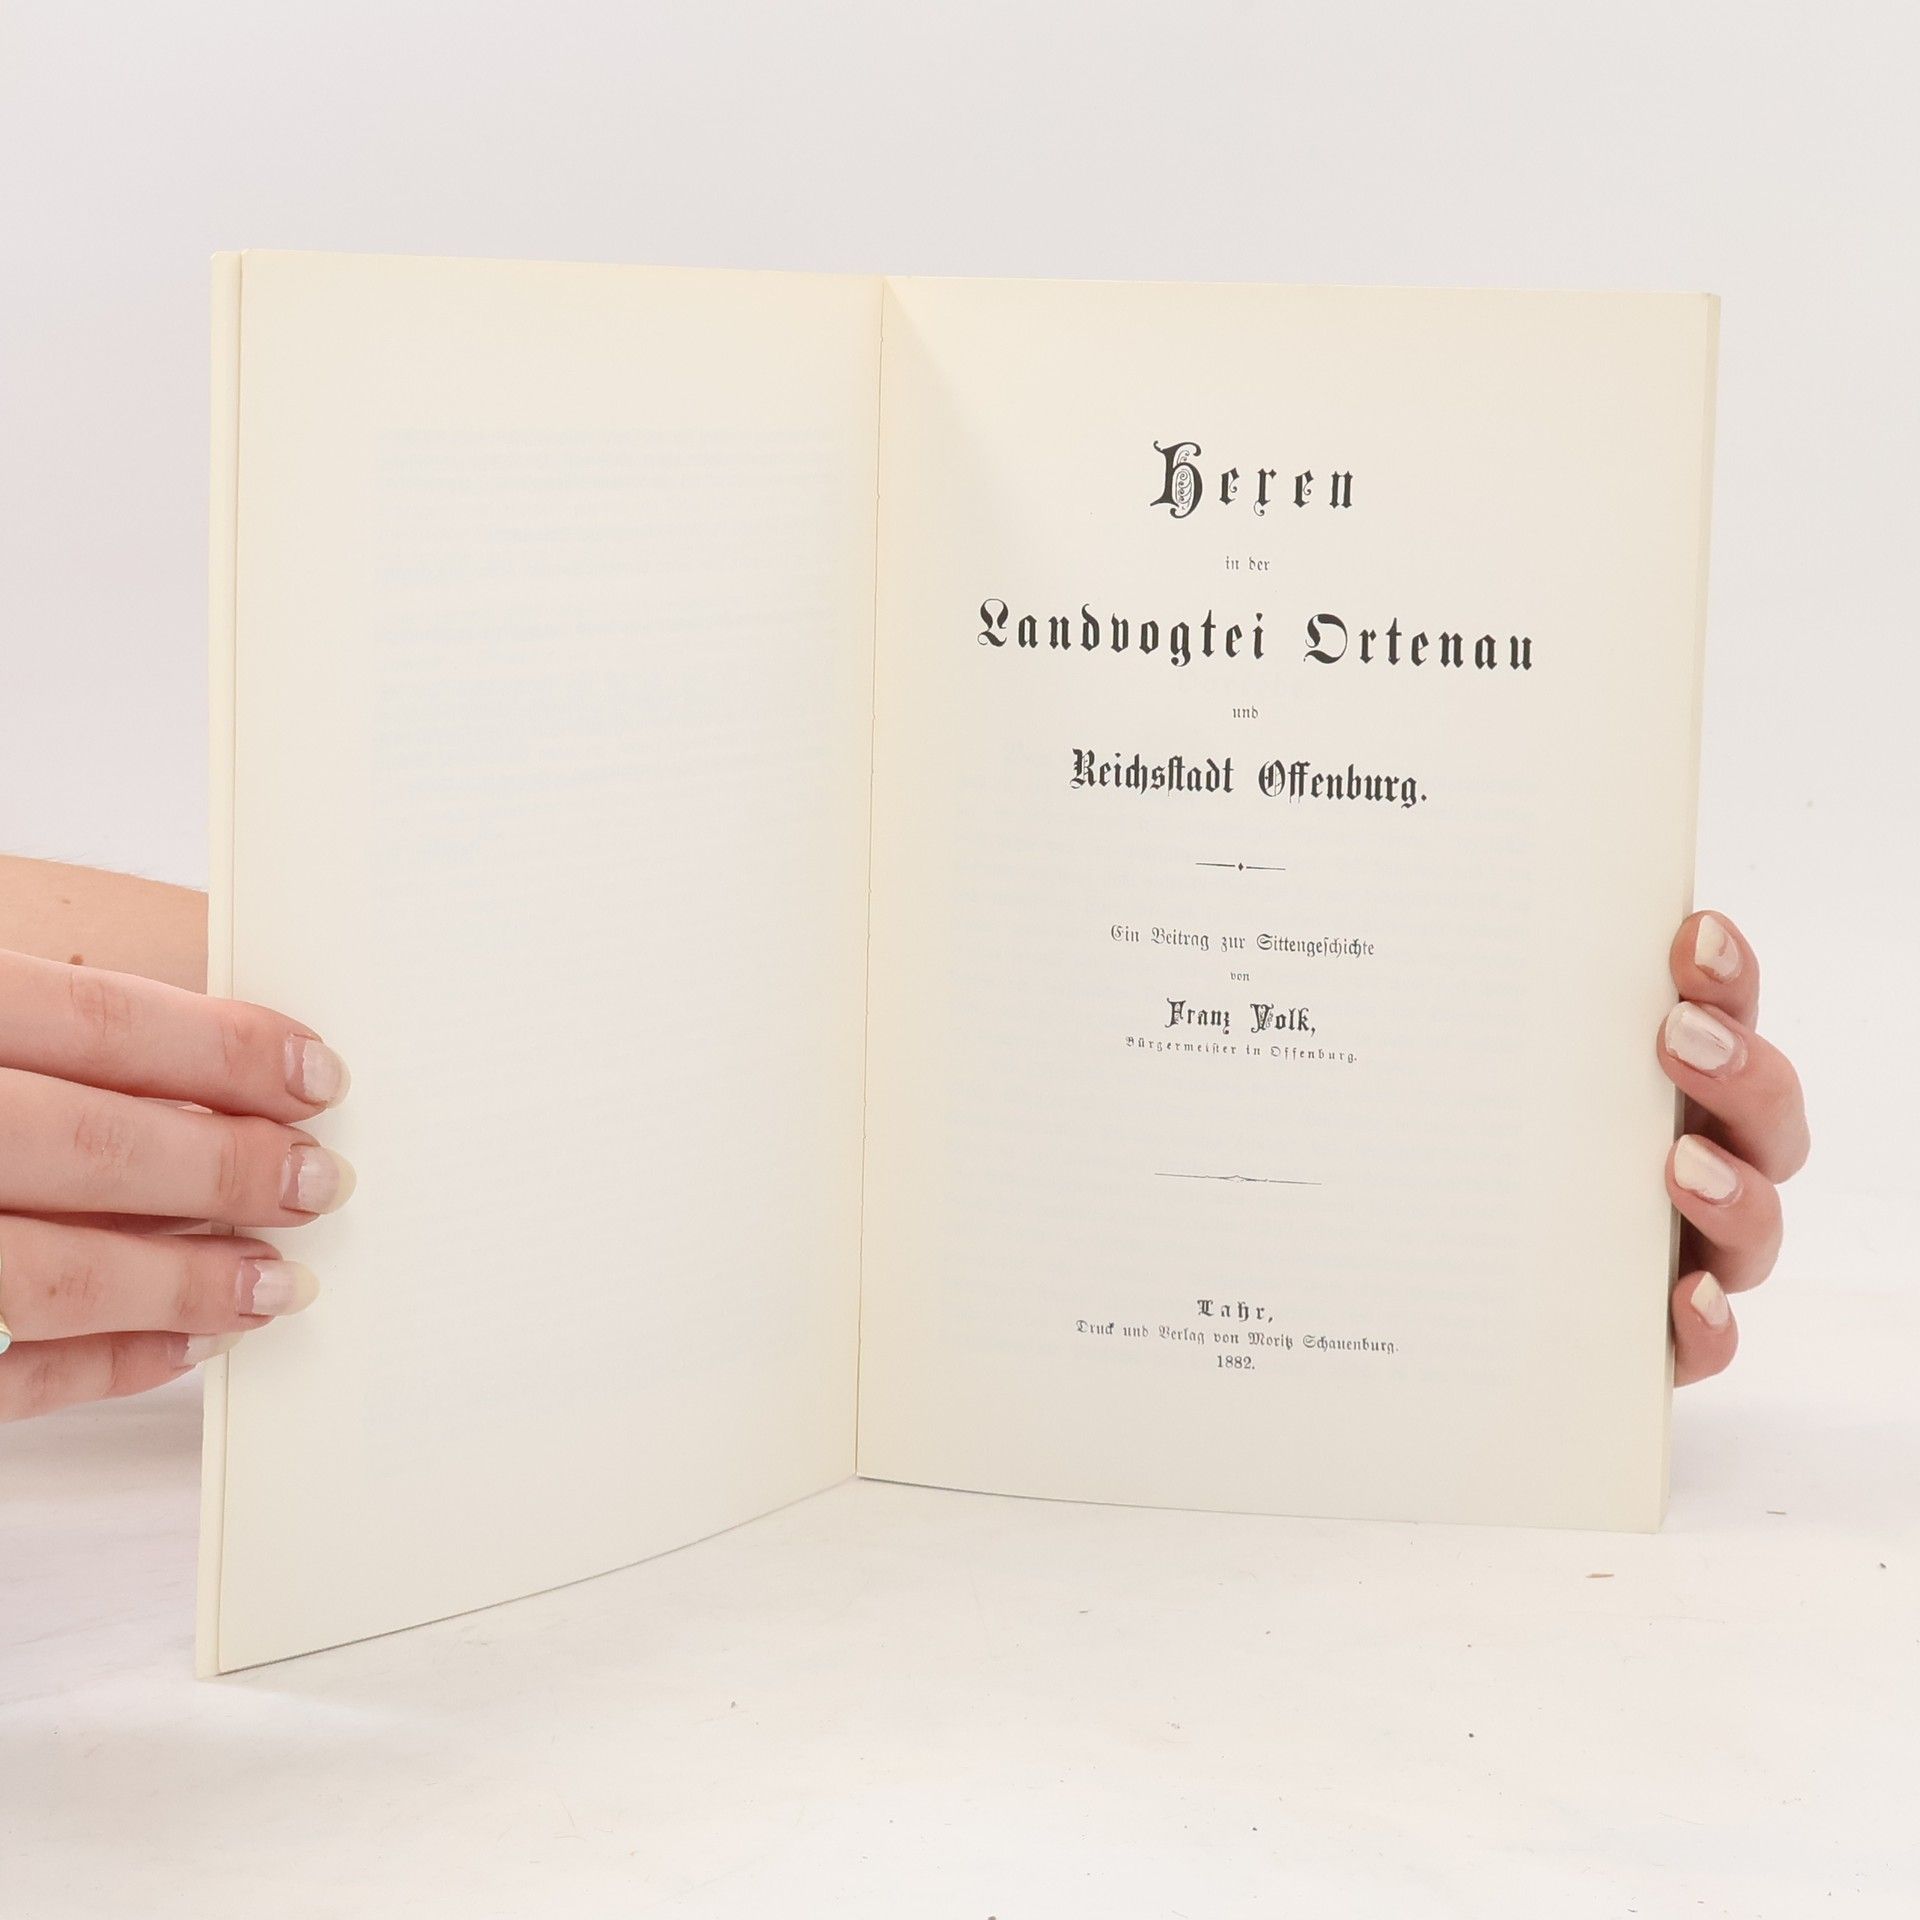 Hexen
in der
Landvogtei Ortenau
und
Reichsstadt Offenburg.
Ein Beitrag zur Sittengeschichte
von
Franz Volk,
Bürgermeister in Offenburg.
Lahr,
Druck und Verlag von Moritz Schauenburg.
1882.